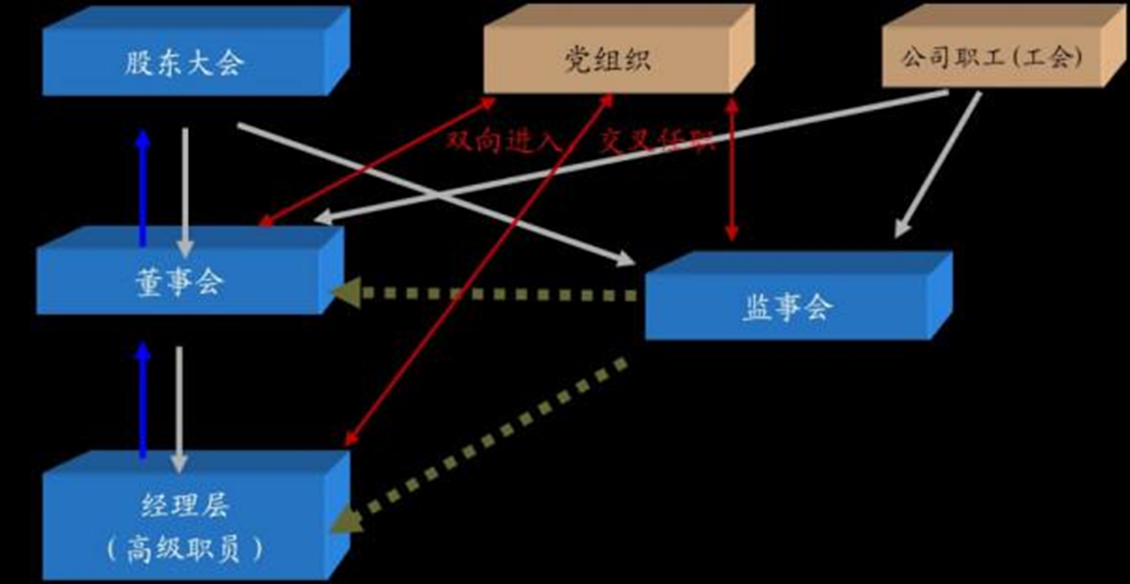 股东大会
党组织
公司职工(工会)
双向进入、交叉任职
董事会
监事会
经理层
(高级职员)